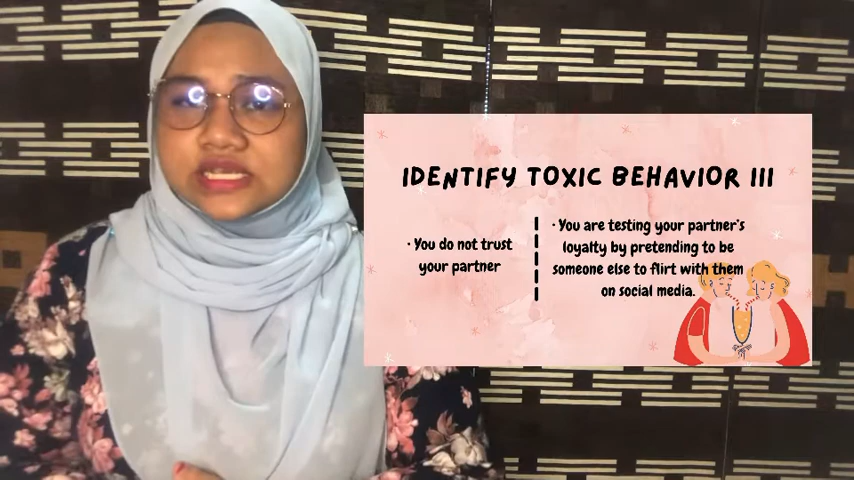 IDENTIFY TOXIC BEHAVIOR III
· You do not trust
your partner
· You are testing your partner's
loyalty by pretending to be
someone else to flirt with them
on social media.